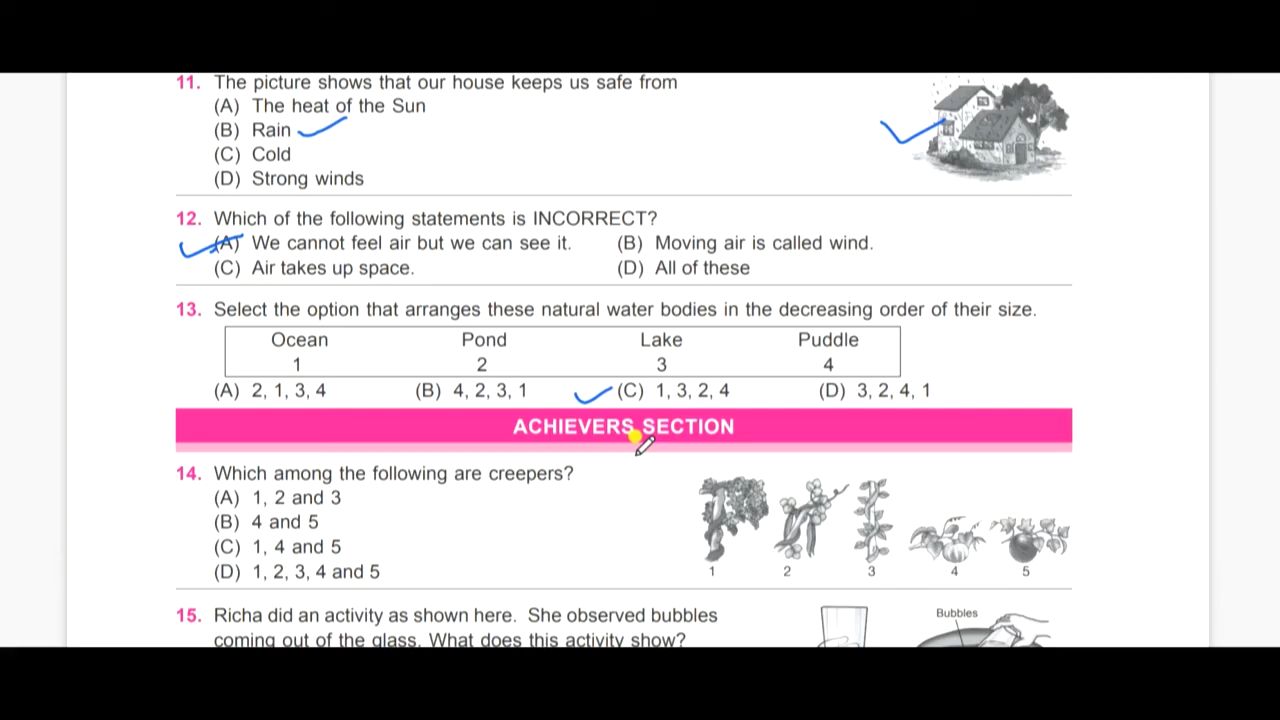 11. The picture shows that our house keeps us safe from
(A) The heat of the Sun
(B) Rain
(C) Cold
(D) Strong winds
12. Which of the following statements is INCORRECT?
(A) We cannot feel air but we can see it. (B) Moving air is called wind.
(C) Air takes up space. (D) All of these
13. Select the option that arranges these natural water bodies in the decreasing order of their size.
Ocean Pond Lake Puddle
1 2 3 4
(A) 2, 1, 3, 4 (B) 4, 2, 3, 1 (C) 1, 3, 2, 4 (D) 3, 2, 4, 1
ACHIEVERS SECTION
14. Which among the following are creepers?
(A) 1, 2 and 3
(B) 4 and 5
(C) 1, 4 and 5
(D) 1, 2, 3, 4 and 5
1 2 3 4 5
15. Richa did an activity as shown here. She observed bubbles
coming out of the glass. What does this activity show?
Bubbles